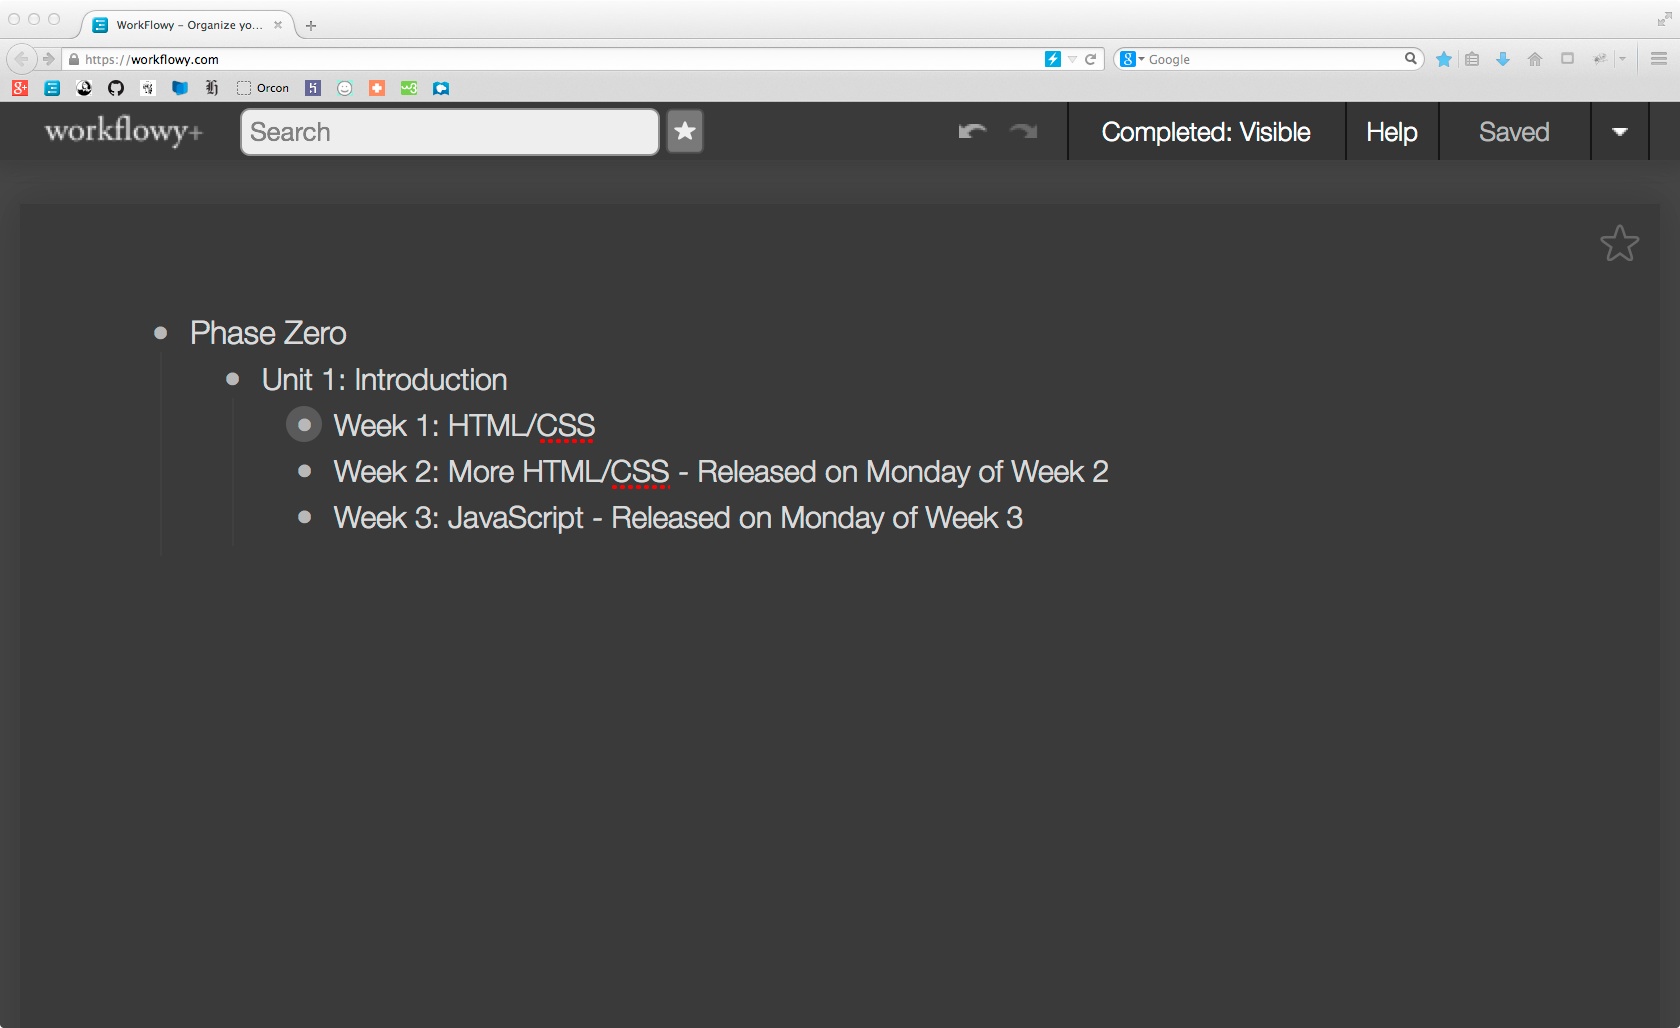 WorkFlowy - Organize yo...
https://workflowy.com
Google
Orcon
workflowy+
Search
Completed: Visible
Help
Saved
Phase Zero
Unit 1: Introduction
Week 1: HTML/CSS
Week 2: More HTML/CSS - Released on Monday of Week 2
Week 3: JavaScript - Released on Monday of Week 3